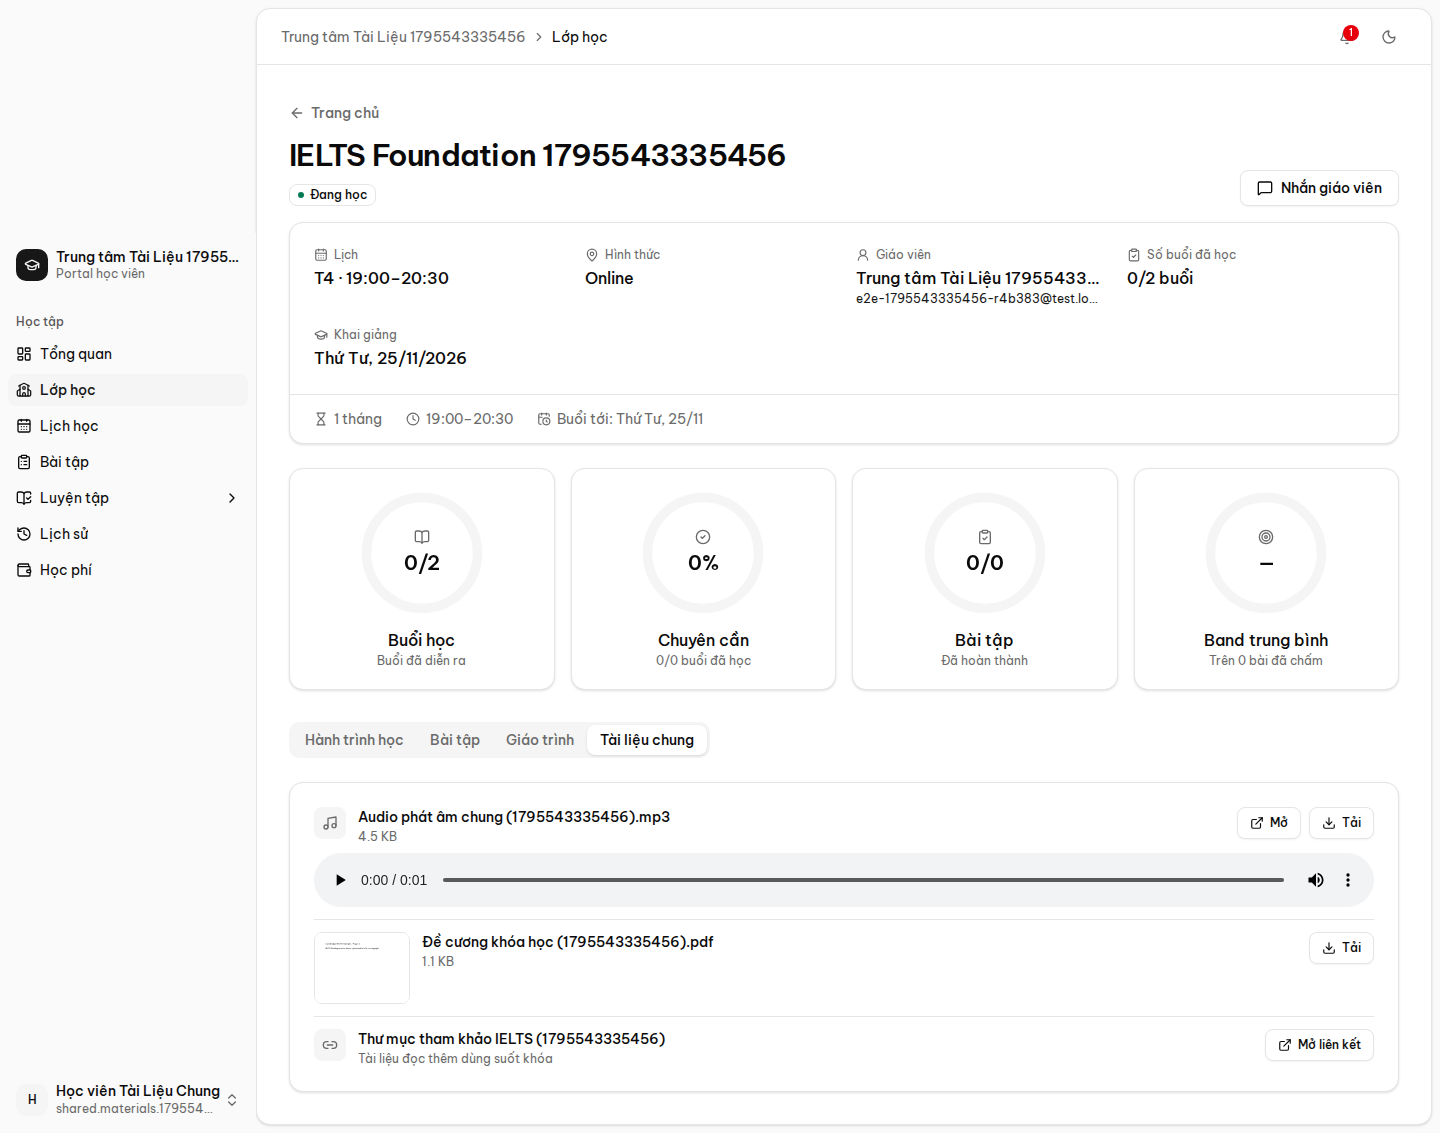 Trung tâm Tài Liệu 1795543335456 > Lớp học
1
Trung tâm Tài Liệu 17955...
Portal học viên
Học tập
Tổng quan
Lớp học
Lịch học
Bài tập
Luyện tập
Lịch sử
Học phí
H
Học viên Tài Liệu Chung
shared.materials.179554...
Trang chủ
IELTS Foundation 1795543335456
Đang học
Nhắn giáo viên
Lịch
T4 · 19:00–20:30
Hình thức
Online
Giáo viên
Trung tâm Tài Liệu 17955433...
e2e-1795543335456-r4b383@test.lo...
Số buổi đã học
0/2 buổi
Khai giảng
Thứ Tư, 25/11/2026
1 tháng
19:00–20:30
Buổi tới: Thứ Tư, 25/11
0/2
Buổi học
Buổi đã diễn ra
0%
Chuyên cần
0/0 buổi đã học
0/0
Bài tập
Đã hoàn thành
–
Band trung bình
Trên 0 bài đã chấm
Hành trình học
Bài tập
Giáo trình
Tài liệu chung
Audio phát âm chung (1795543335456).mp3
4.5 KB
Mở
Tải
0:00 / 0:01
Đề cương khóa học (1795543335456).pdf
1.1 KB
Tải
Thư mục tham khảo IELTS (1795543335456)
Tài liệu đọc thêm dùng suốt khóa
Mở liên kết